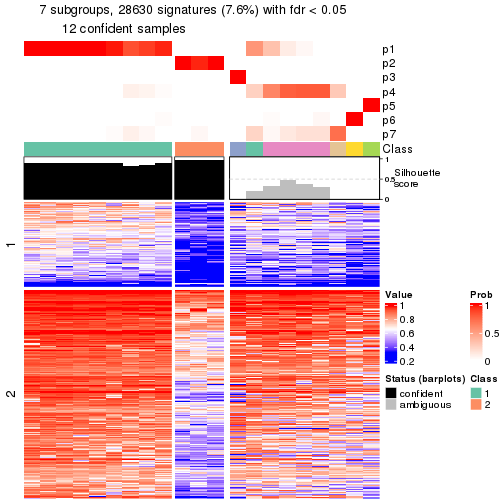 7 subgroups, 28630 signatures (7.6%) with fdr < 0.05
12 confident samples
p1
p2
p3
p4
p5
p6
p7
Class
1
0.5
0
Silhouette
score
1
2
Value
1
0.8
0.6
0.4
0.2
Prob
1
0.5
0
Status (barplots)
confident
ambiguous
Class
1
2